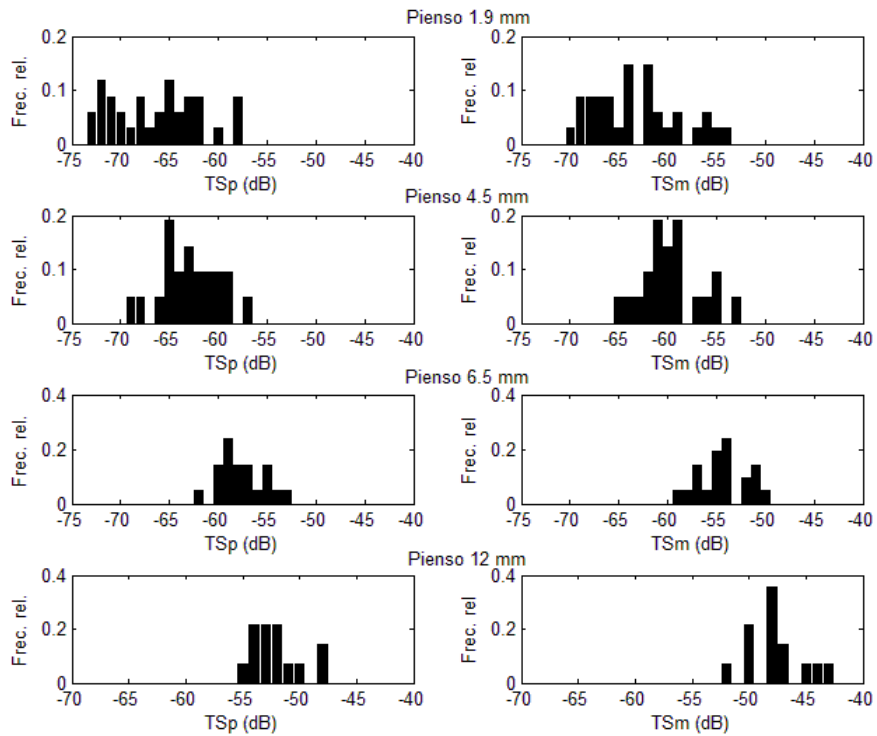 Pienso 1.9 mm
0.2 0.2
Frec. rel. Frec. rel
0.1 0.1
0 0
-75 -70 -65 -60 -55 -50 -45 -40 -75 -70 -65 -60 -55 -50 -45 -40
TSp (dB) TSm (dB)
Pienso 4.5 mm
0.2 0.2
Frec. rel. Frec. rel
0.1 0.1
0 0
-75 -70 -65 -60 -55 -50 -45 -40 -75 -70 -65 -60 -55 -50 -45 -40
TSp (dB) TSm (dB)
Pienso 6.5 mm
0.4 0.4
Frec. rel. Frec. rel
0.2 0.2
0 0
-75 -70 -65 -60 -55 -50 -45 -40 -75 -70 -65 -60 -55 -50 -45 -40
TSp (dB) TSm (dB)
Pienso 12 mm
0.4 0.4
Frec. rel. Frec. rel
0.2 0.2
0 0
-75 -70 -65 -60 -55 -50 -45 -40 -75 -70 -65 -60 -55 -50 -45 -40
TSp (dB) TSm (dB)